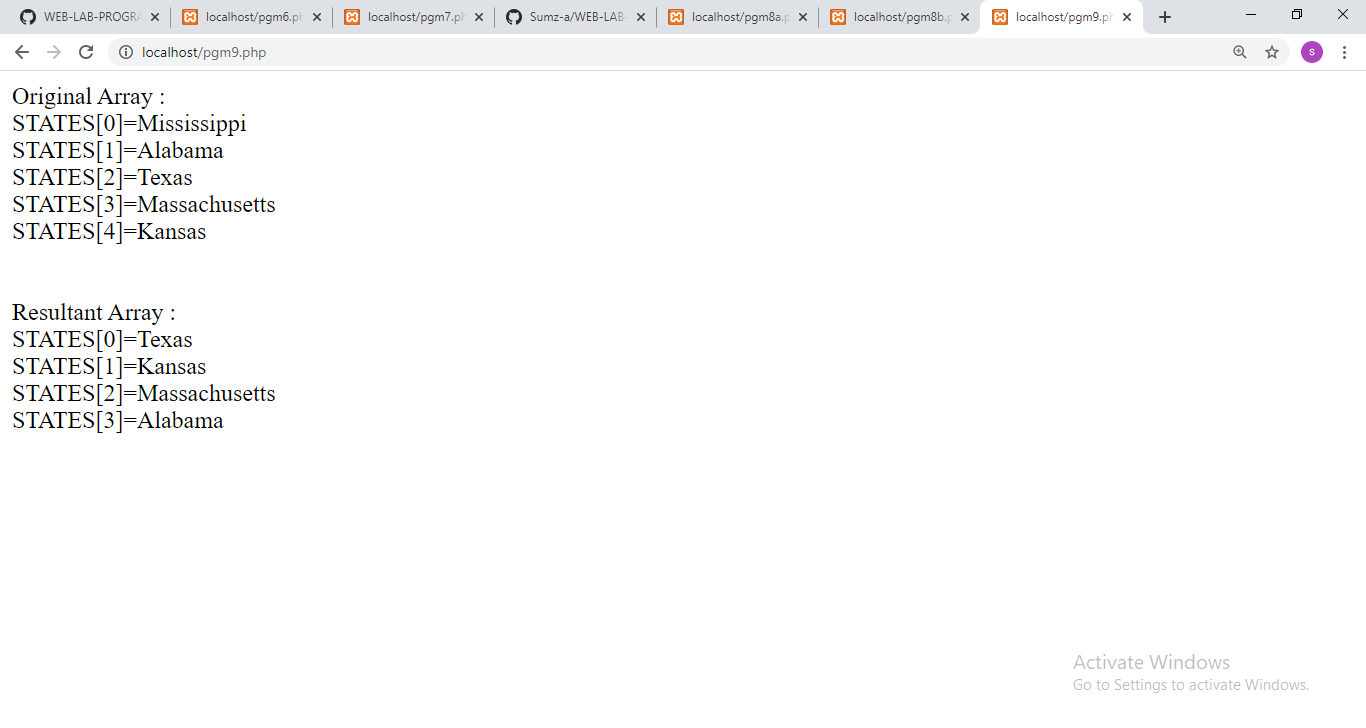 WEB-LAB-PROGRA
localhost/pgm6.ph
localhost/pgm7.ph
Sumz-a/WEB-LAB-
localhost/pgm8a.p
localhost/pgm8b.p
localhost/pgm9.ph
localhost/pgm9.php
s
Original Array :
STATES[0]=Mississippi
STATES[1]=Alabama
STATES[2]=Texas
STATES[3]=Massachusetts
STATES[4]=Kansas
Resultant Array :
STATES[0]=Texas
STATES[1]=Kansas
STATES[2]=Massachusetts
STATES[3]=Alabama
Activate Windows
Go to Settings to activate Windows.